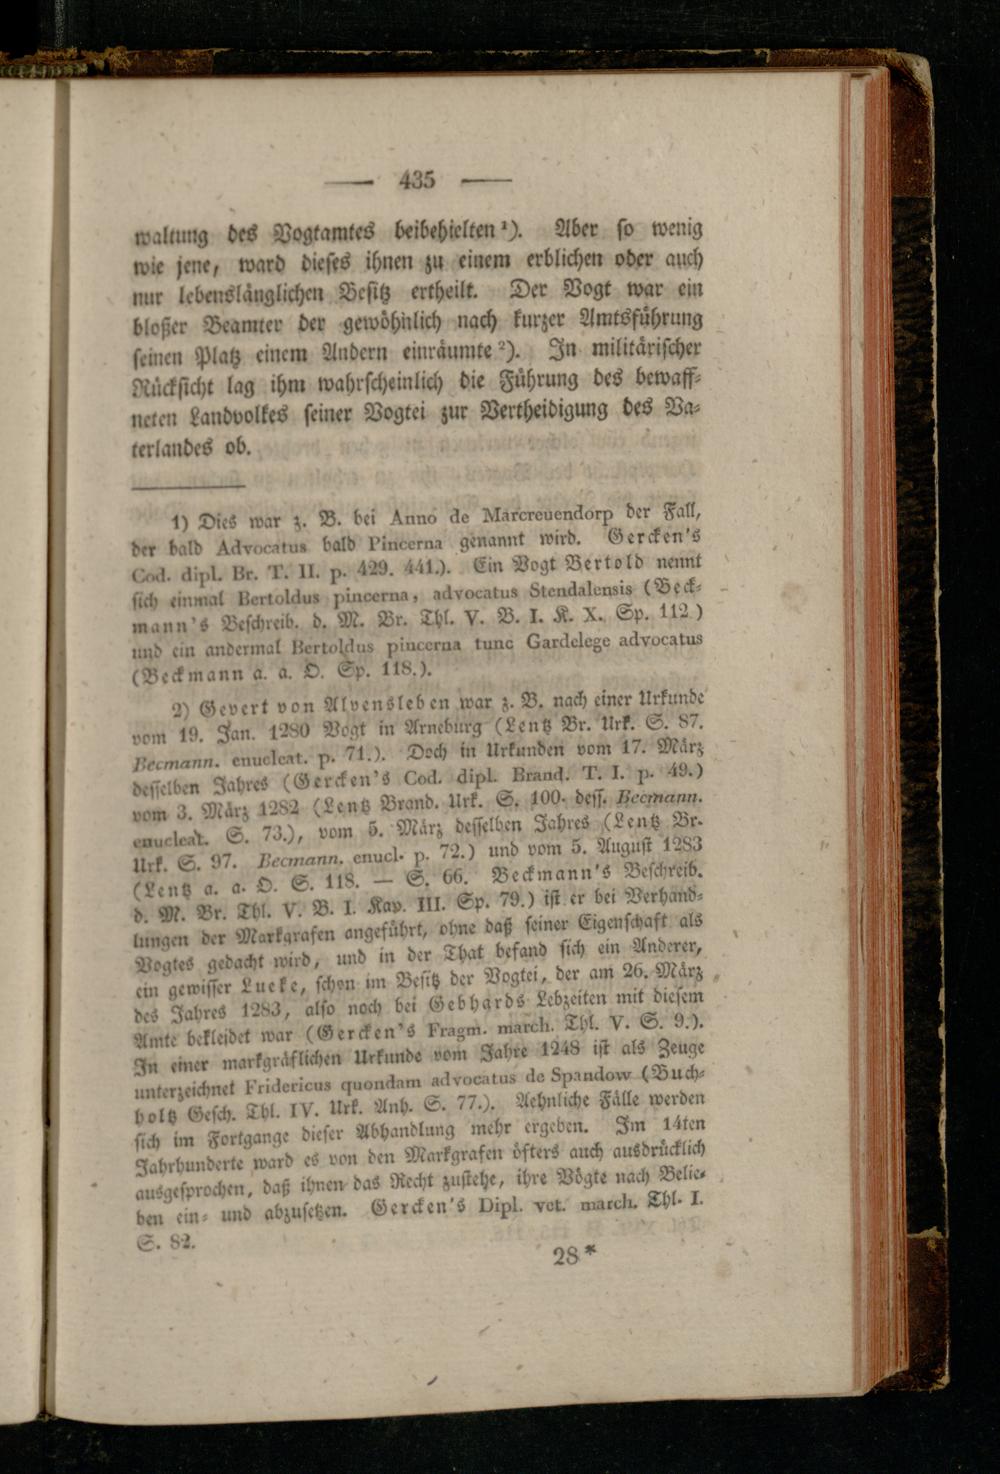 — 435 —
waltung des Vogtamtes beibehielten ¹). Aber so wenig
wie jene, ward dieses ihnen zu einem erblichen oder auch
nur lebenslänglichen Besitz ertheilt. Der Vogt war ein
bloßer Beamter der gewöhnlich nach kurzer Amtsführung
seinen Platz einem Andern einräumte ²). In militärischer
Rücksicht lag ihm wahrscheinlich die Führung des bewaff-
neten Landvolkes seiner Vogtei zur Vertheidigung des Va-
terlandes ob.
1) Dies war z. B. bei Anno de Marcreuendorp der Fall,
der bald Advocatus bald Pincerna genannt wird. Gercken's
Cod. dipl. Br. T. II. p. 429. 441.). Ein Vogt Bertold nennt
sich einmal Bertoldus pincerna, advocatus Stendalensis (Beck-
mann's Beschreib. d. M. Br. Thl. V. B. I. K. X. Sp. 112.)
und ein andermal Bertoldus pincerna tunc Gardelege advocatus
(Beckmann a. a. O. Sp. 118.).
2) Gevert von Alvensleben war z. B. nach einer Urkunde
vom 19. Jan. 1280 Vogt in Arneburg (Lentz Br. Urk. S. 87.
Becmann. enucleat. p. 71.). Doch in Urkunden vom 17. März
desselben Jahres (Gercken's Cod. dipl. Brand. T. I. p. 49.)
vom 3. März 1282 (Lentz Brand. Urk. S. 100. dess. Becmann.
enucleat. S. 73.), vom 5. März desselben Jahres (Lentz Br.
Urk. S. 97. Becmann. enucl. p. 72.) und vom 5. August 1283
(Lentz a. a. O. S. 118. — S. 66. Beckmann's Beschreib.
d. M. Br. Thl. V. B. I. Kap. III. Sp. 79.) ist er bei Verhand-
lungen der Markgrafen angeführt, ohne daß seiner Eigenschaft als
Vogtes gedacht wird, und in der That befand sich ein Anderer,
ein gewisser Lueke, schon im Besitz der Vogtei, der am 26. März
des Jahres 1283, also noch bei Gebhards Lebzeiten mit diesem
Amte bekleidet war (Gercken's Fragm. march. Thl. V. S. 9.).
In einer markgräflichen Urkunde vom Jahre 1248 ist als Zeuge
unterzeichnet Fridericus quondam advocatus de Spandow (Buch-
holtz Gesch. Thl. IV. Urk. Anh. S. 77.). Aehnliche Fälle werden
sich im Fortgange dieser Abhandlung mehr ergeben. Im 14ten
Jahrhunderte ward es von den Markgrafen öfters auch ausdrücklich
ausgesprochen, daß ihnen das Recht zustehe, ihre Vögte nach Belie-
ben ein- und abzusetzen. Gercken's Dipl. vet. march. Thl. I.
S. 82.
28*